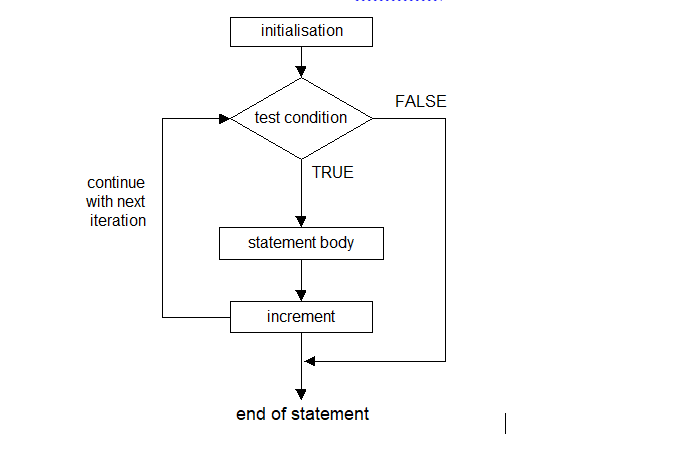 initialisation
FALSE
test condition
TRUE
continue
with next
iteration
statement body
increment
end of statement